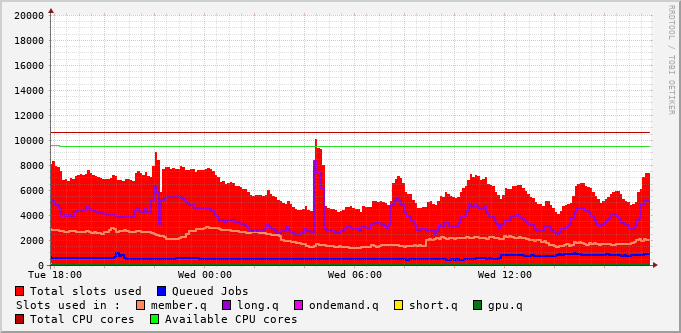 20000
18000
16000
14000
12000
10000
8000
6000
4000
2000
0
Tue 18:00 Wed 00:00 Wed 06:00 Wed 12:00
RRDTOOL / TOBI OETIKER
Total slots used Queued Jobs
Slots used in : member.q long.q ondemand.q short.q gpu.q
Total CPU cores Available CPU cores